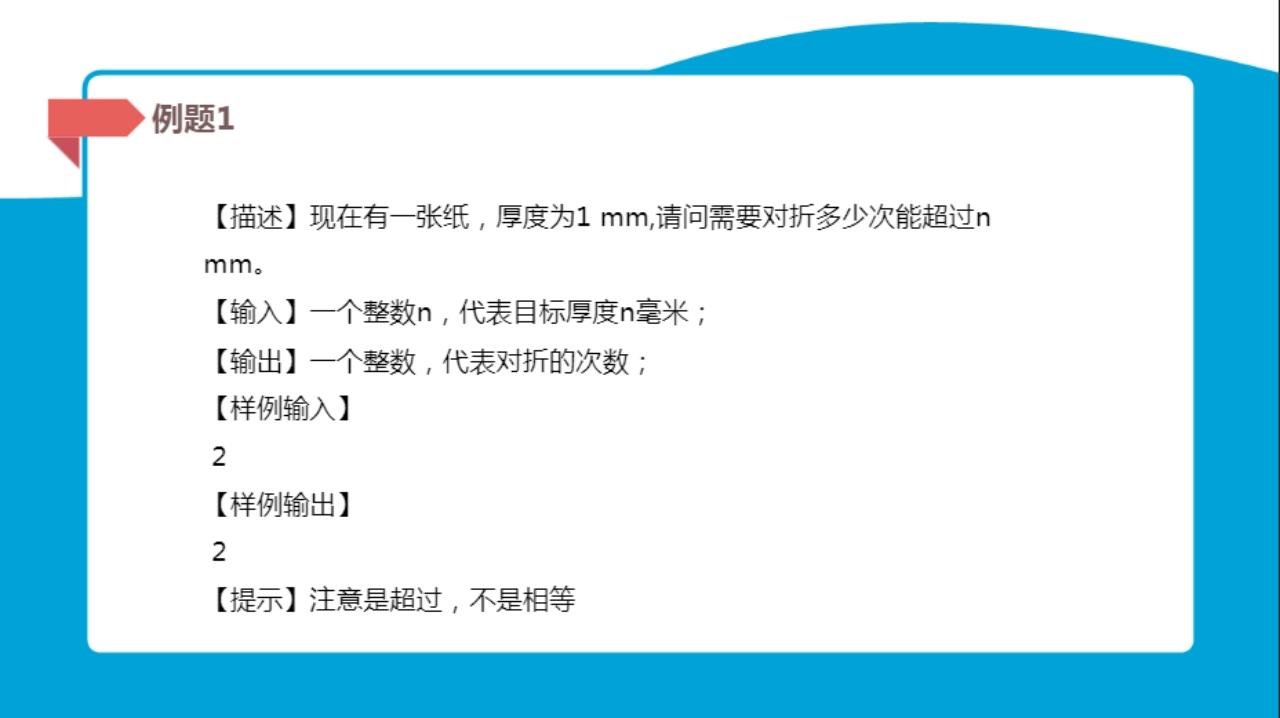 例题1
【描述】现在有一张纸，厚度为1 mm,请问需要对折多少次能超过n
mm。
【输入】一个整数n，代表目标厚度n毫米；
【输出】一个整数，代表对折的次数；
【样例输入】
2
【样例输出】
2
【提示】注意是超过，不是相等